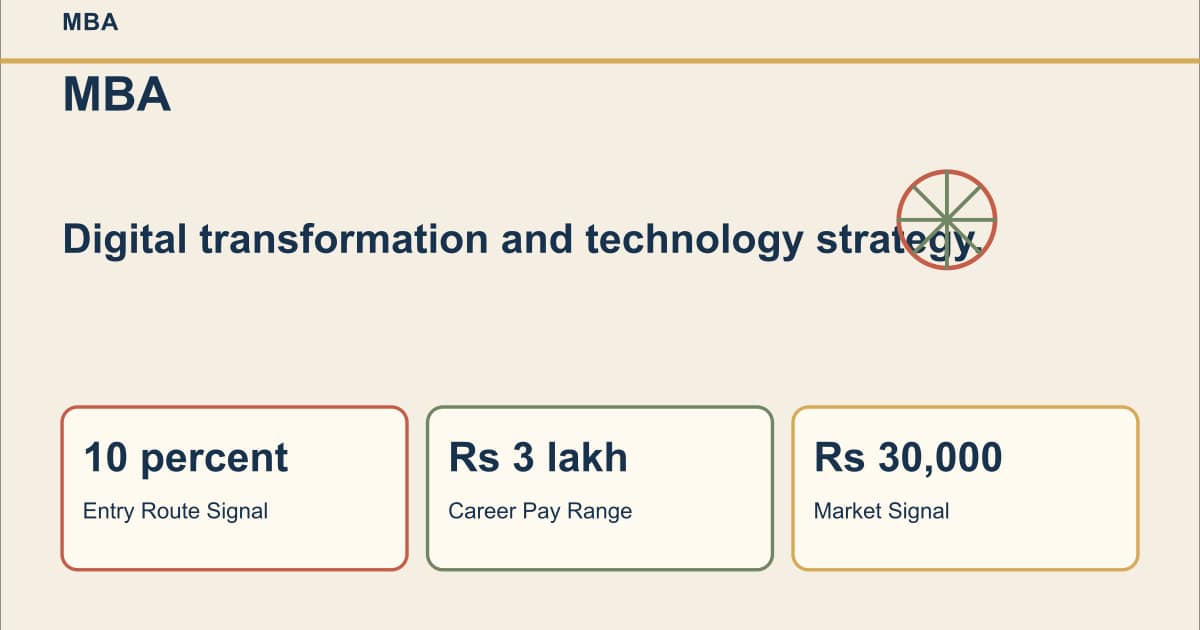 MBA
MBA
Digital transformation and technology strategy.
10 percent
Entry Route Signal
Rs 3 lakh
Career Pay Range
Rs 30,000
Market Signal